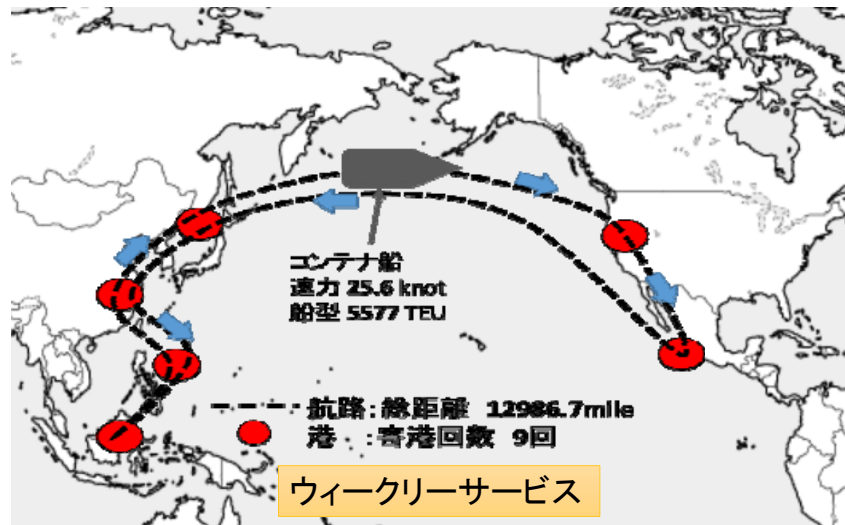 コンテナ船
速力 25.6 knot
船型 5577 TEU
航路:総距離 12986.7mile
港 :寄港回数 9回
ウィークリーサービス